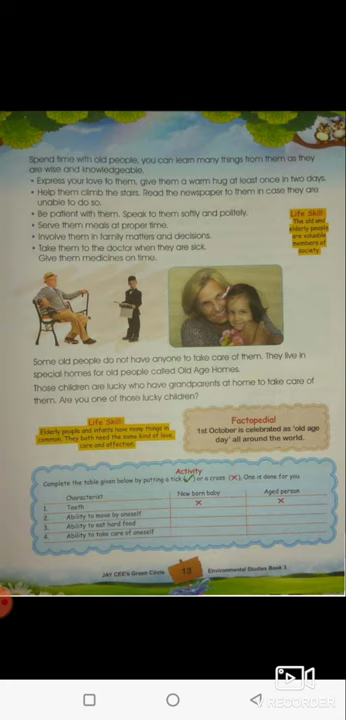 Spend time with old people, you can learn many things from them as they
are wise and knowledgeable.
• Express your love to them, give them a warm hug at least once in two days.
• Help them climb the stairs. Read the newspaper to them in case they are
unable to do so.
• Be patient with them. Speak to them softly and politely.
• Serve them meals at proper time.
• Involve them in family matters and decisions.
• Take them to the doctor when they are sick.
Give them medicines on time.
Life Skill
The old and
elderly people
are valuable
members of
society.
Some old people do not have anyone to take care of them. They live in
special homes for old people called Old Age Homes.
Those children are lucky who have grandparents at home to take care of
them. Are you one of those lucky children?
Life Skill
Elderly people and infants have many things in
common. They both need the same kind of love,
care and affection.
Factopedia!
1st October is celebrated as 'old age
day' all around the world.
Activity
Complete the table given below by putting a tick (✓) or a cross (✗). One is done for you
Characterist New born baby Aged person
1. Teeth ✗ ✗
2. Ability to move by oneself
3. Ability to eat hard food
4. Ability to take care of oneself
JAY CEE's Green Circle 13 Environmental Studies Book 3
RECORDER